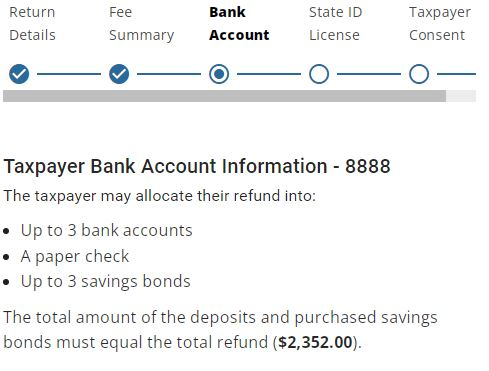 Return Details
Fee Summary
Bank Account
State ID License
Taxpayer Consent
Taxpayer Bank Account Information - 8888
The taxpayer may allocate their refund into:
Up to 3 bank accounts
A paper check
Up to 3 savings bonds
The total amount of the deposits and purchased savings
bonds must equal the total refund ($2,352.00).